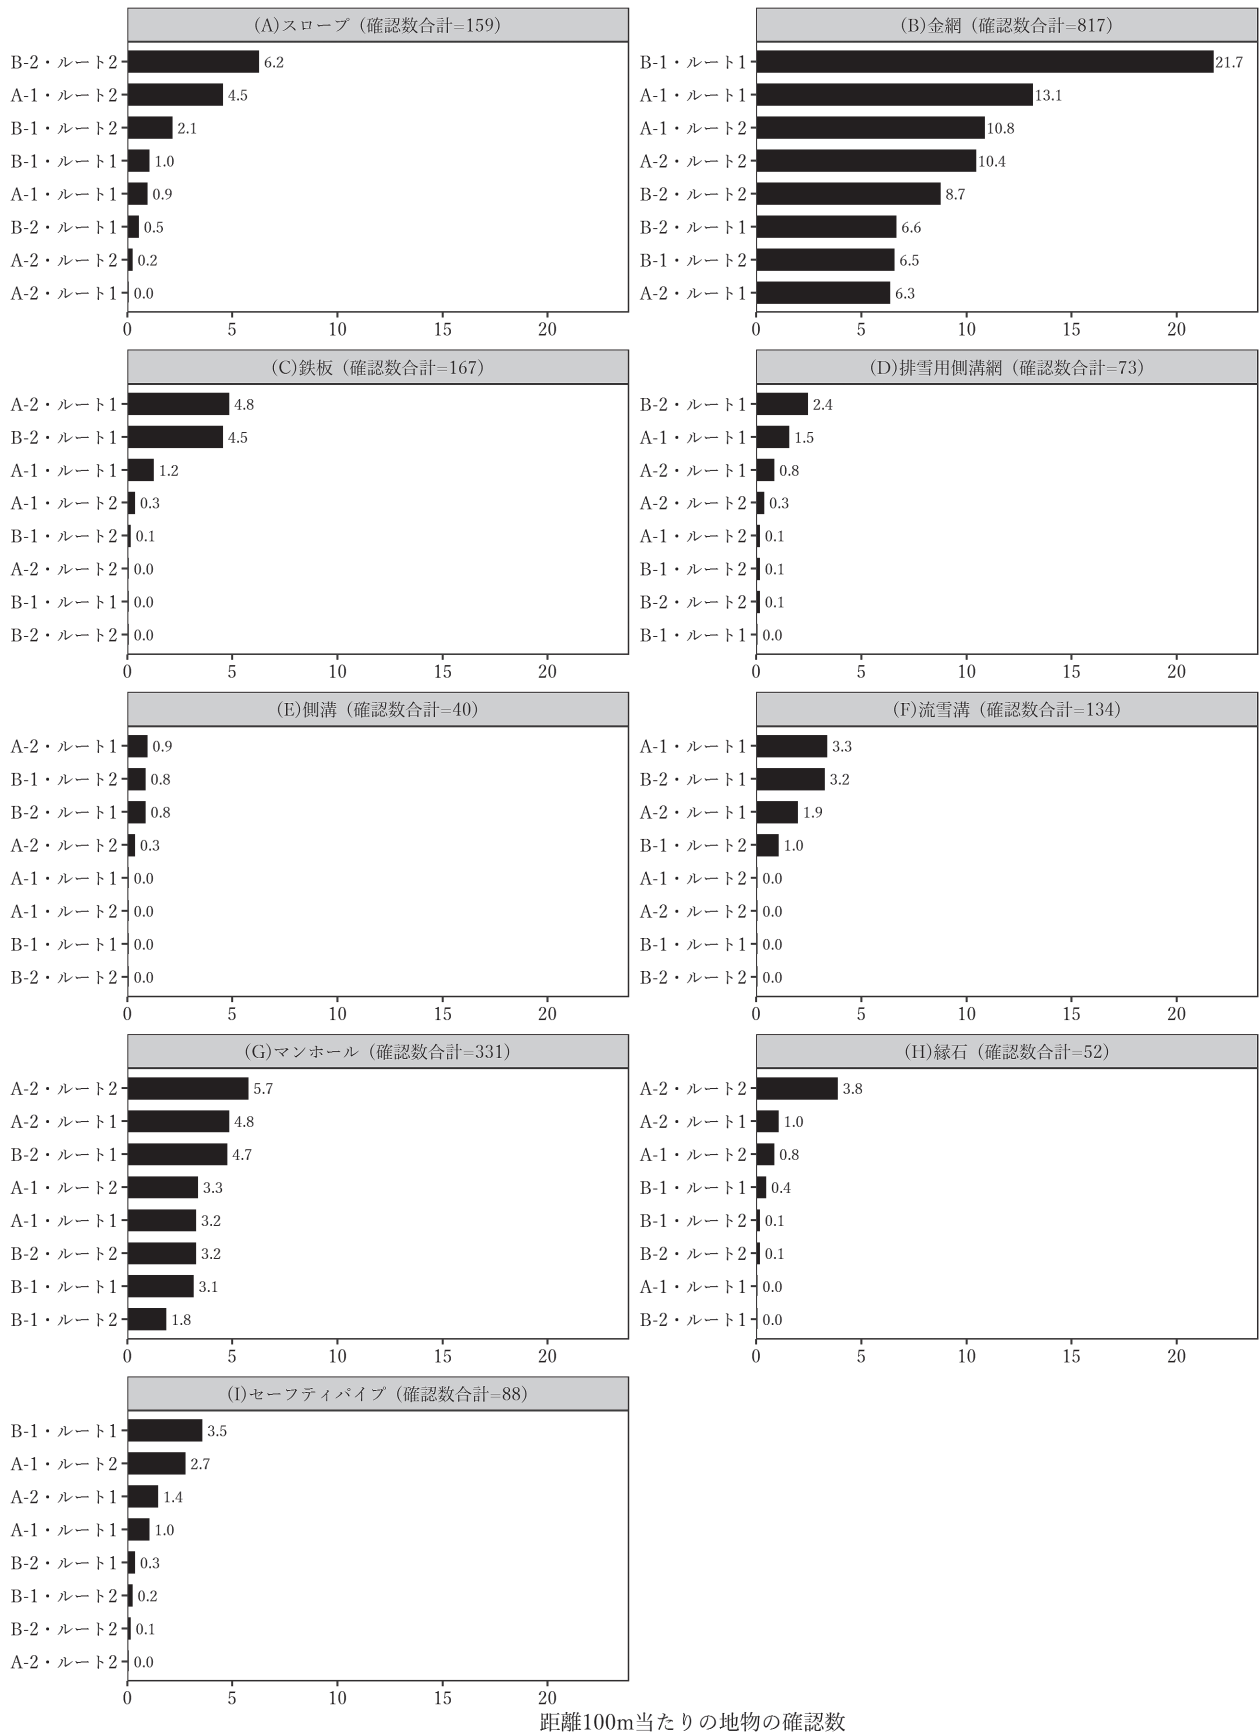 (A)スロープ（確認数合計=159）
B-2・ルート2 6.2
A-1・ルート2 4.5
B-1・ルート2 2.1
B-1・ルート1 1.0
A-1・ルート1 0.9
B-2・ルート1 0.5
A-2・ルート2 0.2
A-2・ルート1 0.0
0 5 10 15 20
(B)金網（確認数合計=817）
B-1・ルート1 21.7
A-1・ルート1 13.1
A-1・ルート2 10.8
A-2・ルート2 10.4
B-2・ルート2 8.7
B-2・ルート1 6.6
B-1・ルート2 6.5
A-2・ルート1 6.3
0 5 10 15 20
(C)鉄板（確認数合計=167）
A-2・ルート1 4.8
B-2・ルート1 4.5
A-1・ルート1 1.2
A-1・ルート2 0.3
B-1・ルート2 0.1
A-2・ルート2 0.0
B-1・ルート1 0.0
B-2・ルート2 0.0
0 5 10 15 20
(D)排雪用側溝網（確認数合計=73）
B-2・ルート1 2.4
A-1・ルート1 1.5
A-2・ルート1 0.8
A-2・ルート2 0.3
A-1・ルート2 0.1
B-1・ルート2 0.1
B-2・ルート2 0.1
B-1・ルート1 0.0
0 5 10 15 20
(E)側溝（確認数合計=40）
A-2・ルート1 0.9
B-1・ルート2 0.8
B-2・ルート1 0.8
A-2・ルート2 0.3
A-1・ルート1 0.0
A-1・ルート2 0.0
B-1・ルート1 0.0
B-2・ルート2 0.0
0 5 10 15 20
(F)流雪溝（確認数合計=134）
A-1・ルート1 3.3
B-2・ルート1 3.2
A-2・ルート1 1.9
B-1・ルート2 1.0
A-1・ルート2 0.0
A-2・ルート2 0.0
B-1・ルート1 0.0
B-2・ルート2 0.0
0 5 10 15 20
(G)マンホール（確認数合計=331）
A-2・ルート2 5.7
A-2・ルート1 4.8
B-2・ルート1 4.7
A-1・ルート2 3.3
A-1・ルート1 3.2
B-2・ルート2 3.2
B-1・ルート1 3.1
B-1・ルート2 1.8
0 5 10 15 20
(H)縁石（確認数合計=52）
A-2・ルート2 3.8
A-2・ルート1 1.0
A-1・ルート2 0.8
B-1・ルート1 0.4
B-1・ルート2 0.1
B-2・ルート2 0.1
A-1・ルート1 0.0
B-2・ルート1 0.0
0 5 10 15 20
(I)セーフティパイプ（確認数合計=88）
B-1・ルート1 3.5
A-1・ルート2 2.7
A-2・ルート1 1.4
A-1・ルート1 1.0
B-2・ルート1 0.3
B-1・ルート2 0.2
B-2・ルート2 0.1
A-2・ルート2 0.0
0 5 10 15 20
距離100m当たりの地物の確認数